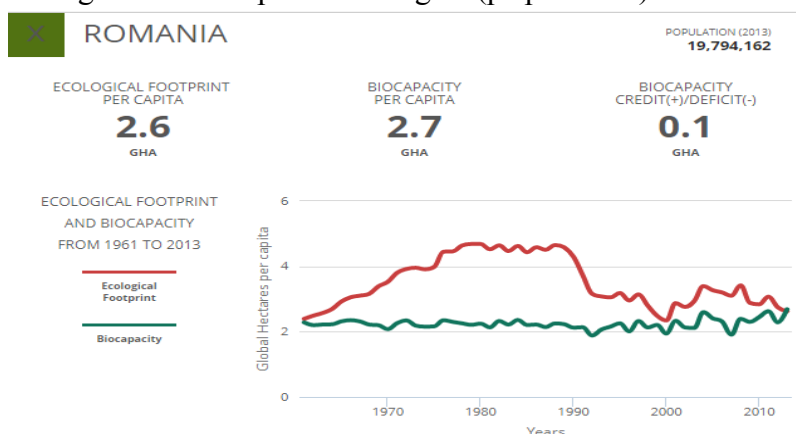 ROMANIA
POPULATION (2013)
19,794,162
ECOLOGICAL FOOTPRINT
PER CAPITA
2.6
GHA
BIOCAPACITY
PER CAPITA
2.7
GHA
BIOCAPACITY
CREDIT(+)/DEFICIT(-)
0.1
GHA
ECOLOGICAL FOOTPRINT
AND BIOCAPACITY
FROM 1961 TO 2013
Ecological
Footprint
Biocapacity
Global Hectares per capita
6
4
2
0
1970 1980 1990 2000 2010
Years